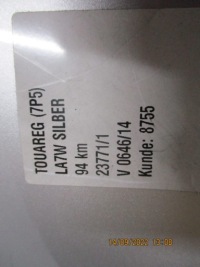 TOUAREG (7P5)
LA7W SILBER
94 km
23771/1
V 0646/14
Kunde: 8755